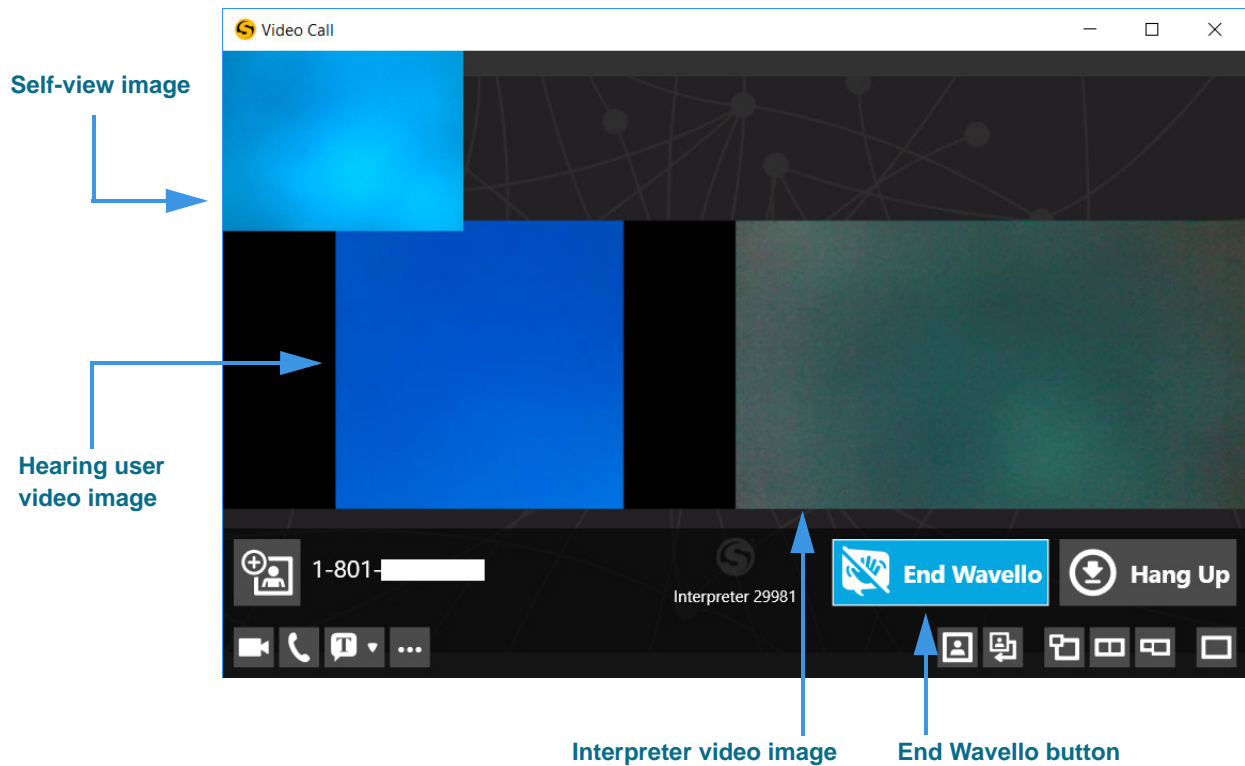 Video Call
Self-view image
Hearing user
video image
1-801-
Interpreter 29981
End Wavello
Hang Up
T
Interpreter video image
End Wavello button